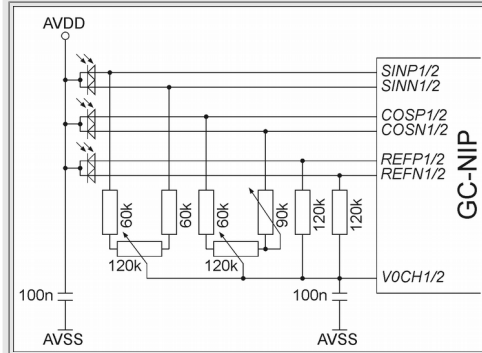 AVDD
SINP1/2
SINN1/2
COSP1/2
COSN1/2
REFP1/2
REFN1/2
GC-NIP
60k
60k
60k
90k
120k
120k
120k
120k
V0CH1/2
100n
100n
AVSS
AVSS